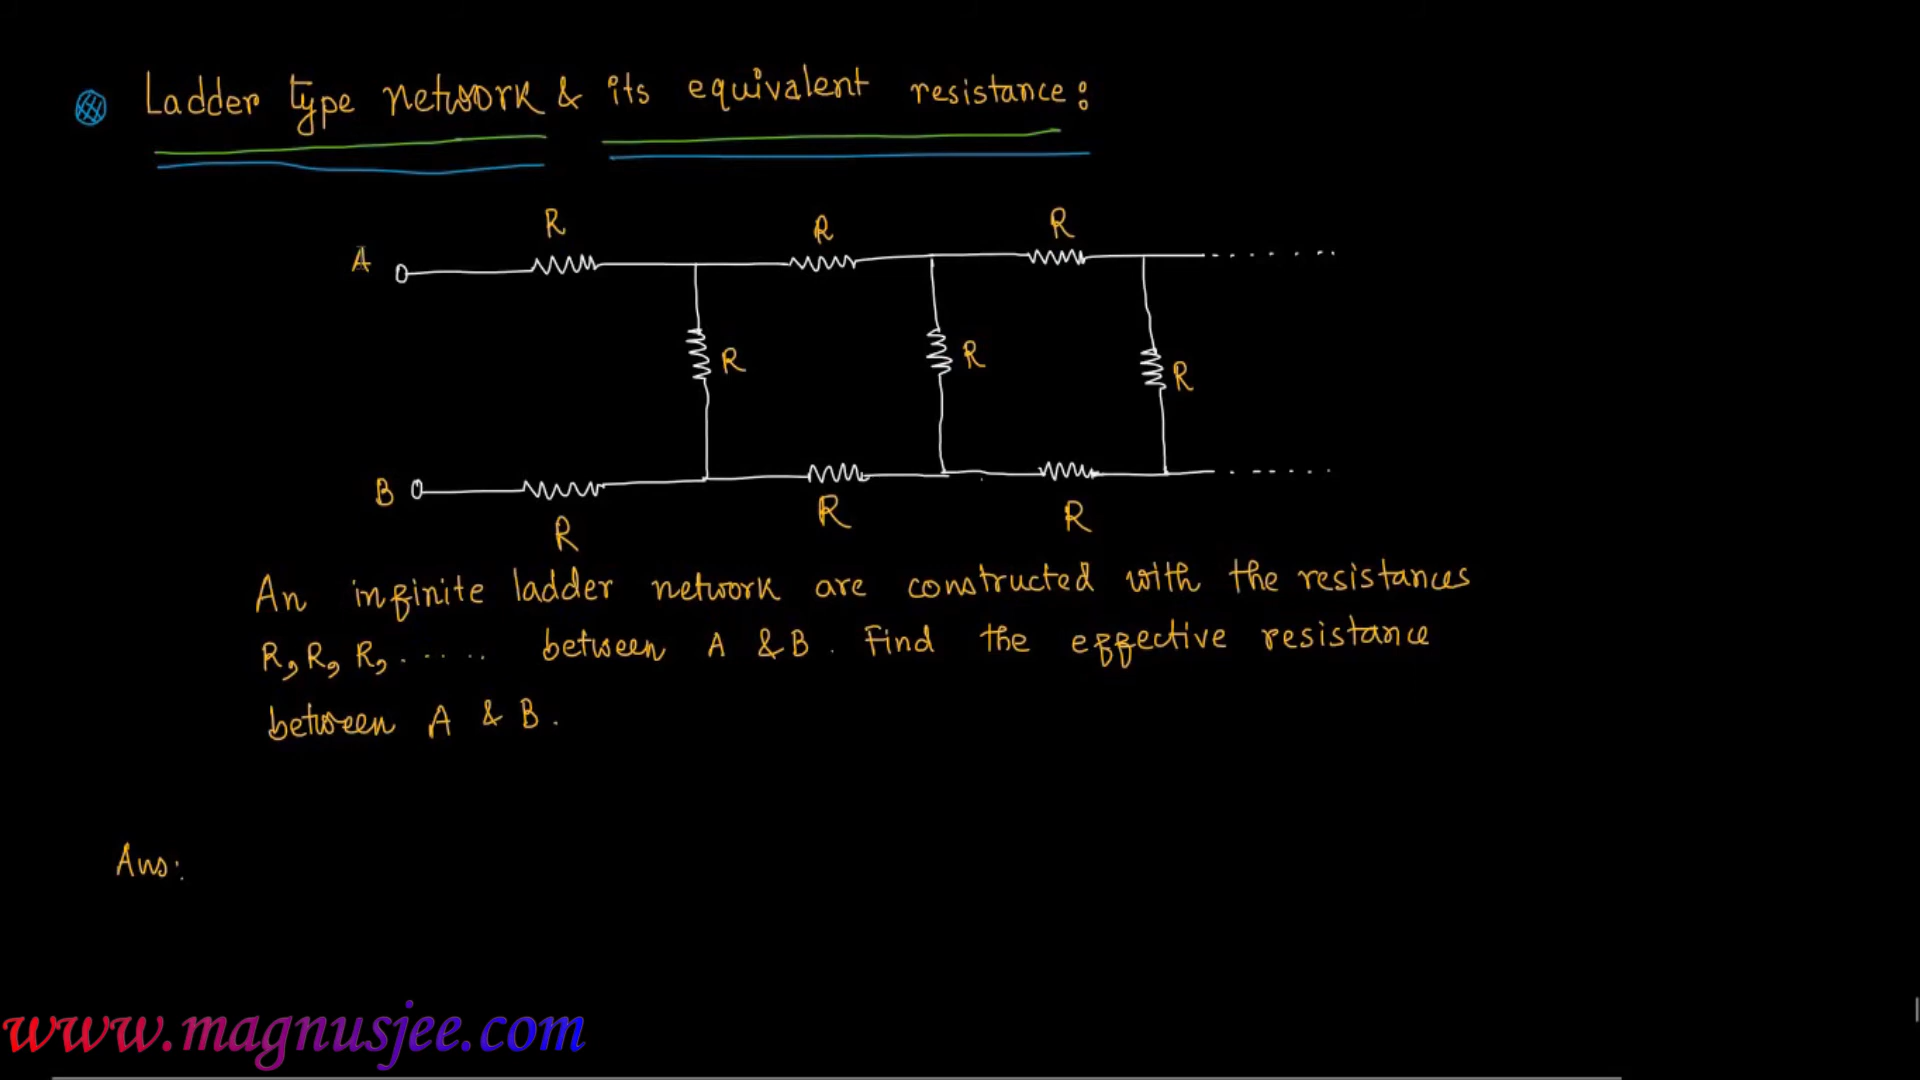 Ladder type network & its equivalent resistance:
R R R
A
R R R
B
R R R
An infinite ladder network are constructed with the resistances
R, R, R, ..... between A & B. Find the effective resistance
between A & B.
Ans:
www.magnusjee.com